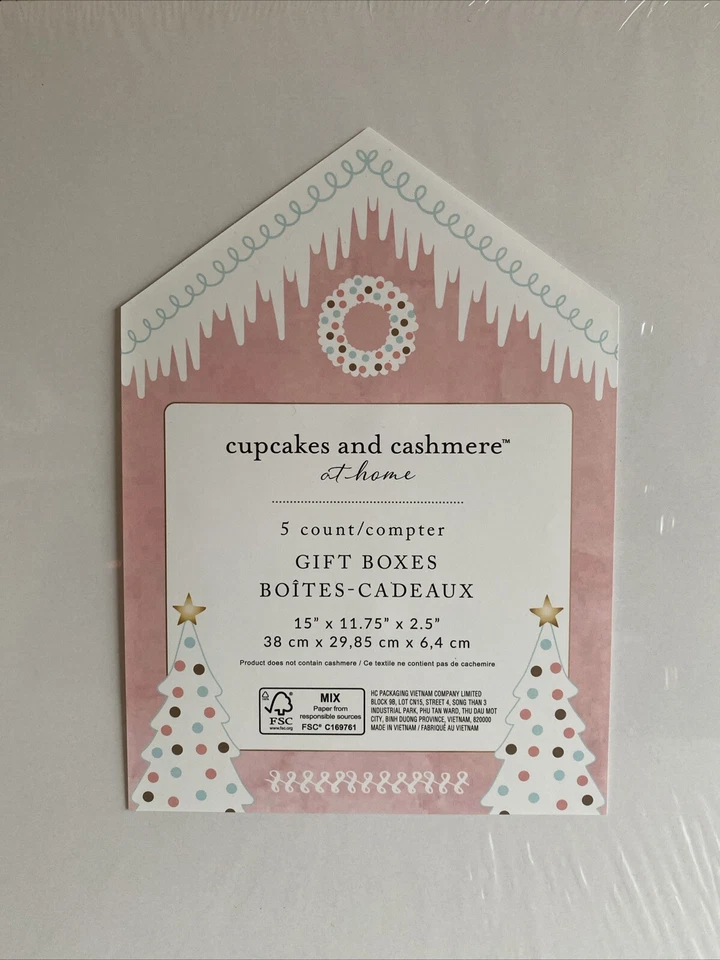 cupcakes and cashmere™
at home
5 count/compter
GIFT BOXES
BOÎTES-CADEAUX
15” x 11.75” x 2.5”
38 cm x 29,85 cm x 6,4 cm
Product does not contain cashmere / Ce textile ne contient pas de cachemire
FSC
www.fsc.org
MIX
Paper from
responsible sources
FSC® C169761
HC PACKAGING VIETNAM COMPANY LIMITED
BLOCK 9B, LOT CN15, STREET 4, SONG THAN 3
INDUSTRIAL PARK, PHU TAN WARD, THU DAU MOT
CITY, BINH DUONG PROVINCE, VIETNAM, 820000
MADE IN VIETNAM / FABRIQUÉ AU VIETNAM